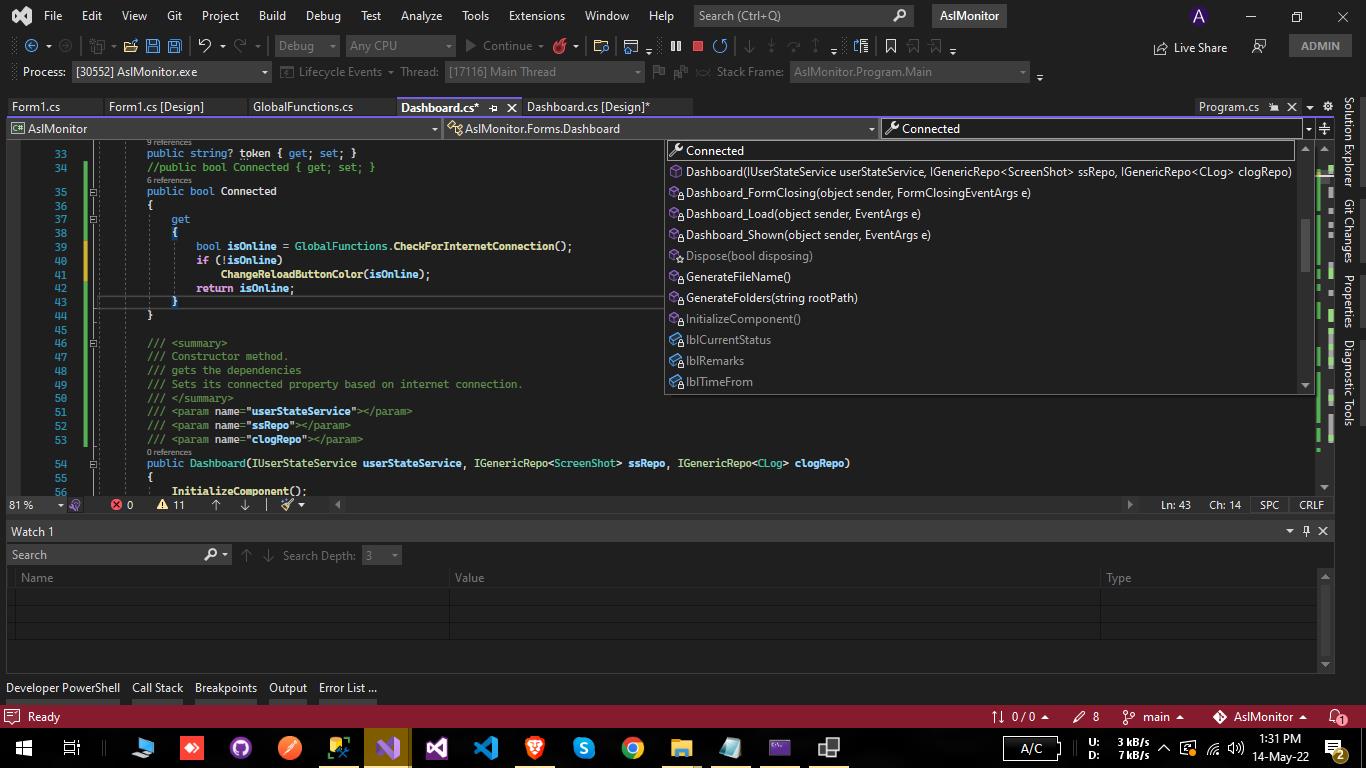 File Edit View Git Project Build Debug Test Analyze Tools Extensions Window Help Search (Ctrl+Q) AslMonitor A
Debug Any CPU Continue Live Share ADMIN
Process: [30552] AslMonitor.exe Lifecycle Events Thread: [17116] Main Thread Stack Frame: AslMonitor.Program.Main
Form1.cs Form1.cs [Design] GlobalFunctions.cs Dashboard.cs* Dashboard.cs [Design]* Program.cs
C# AslMonitor AslMonitor.Forms.Dashboard Connected
9 references
33 public string? token { get; set; }
34 //public bool Connected { get; set; }
6 references
35 public bool Connected
36 {
37 get
38 {
39 bool isOnline = GlobalFunctions.CheckForInternetConnection();
40 if (!isOnline)
41 ChangeReloadButtonColor(isOnline);
42 return isOnline;
43 }
44 }
45
46 /// <summary>
47 /// Constructor method.
48 /// gets the dependencies
49 /// Sets its connected property based on internet connection.
50 /// </summary>
51 /// <param name="userStateService"></param>
52 /// <param name="ssRepo"></param>
53 /// <param name="clogRepo"></param>
0 references
54 public Dashboard(IUserStateService userStateService, IGenericRepo<ScreenShot> ssRepo, IGenericRepo<CLog> clogRepo)
55 {
56 InitializeComponent();
Connected
Dashboard(IUserStateService userStateService, IGenericRepo<ScreenShot> ssRepo, IGenericRepo<CLog> clogRepo)
Dashboard_FormClosing(object sender, FormClosingEventArgs e)
Dashboard_Load(object sender, EventArgs e)
Dashboard_Shown(object sender, EventArgs e)
Dispose(bool disposing)
GenerateFileName()
GenerateFolders(string rootPath)
InitializeComponent()
lblCurrentStatus
lblRemarks
lblTimeFrom
Solution Explorer
Git Changes
Properties
Diagnostic Tools
81 % 0 11 Ln: 43 Ch: 14 SPC CRLF
Watch 1
Search Search Depth: 3
Name Value Type
Developer PowerShell Call Stack Breakpoints Output Error List ...
Ready 0 / 0 8 main AslMonitor 1
A/C U: 3 kB/s D: 7 kB/s 1:31 PM 14-May-22 2